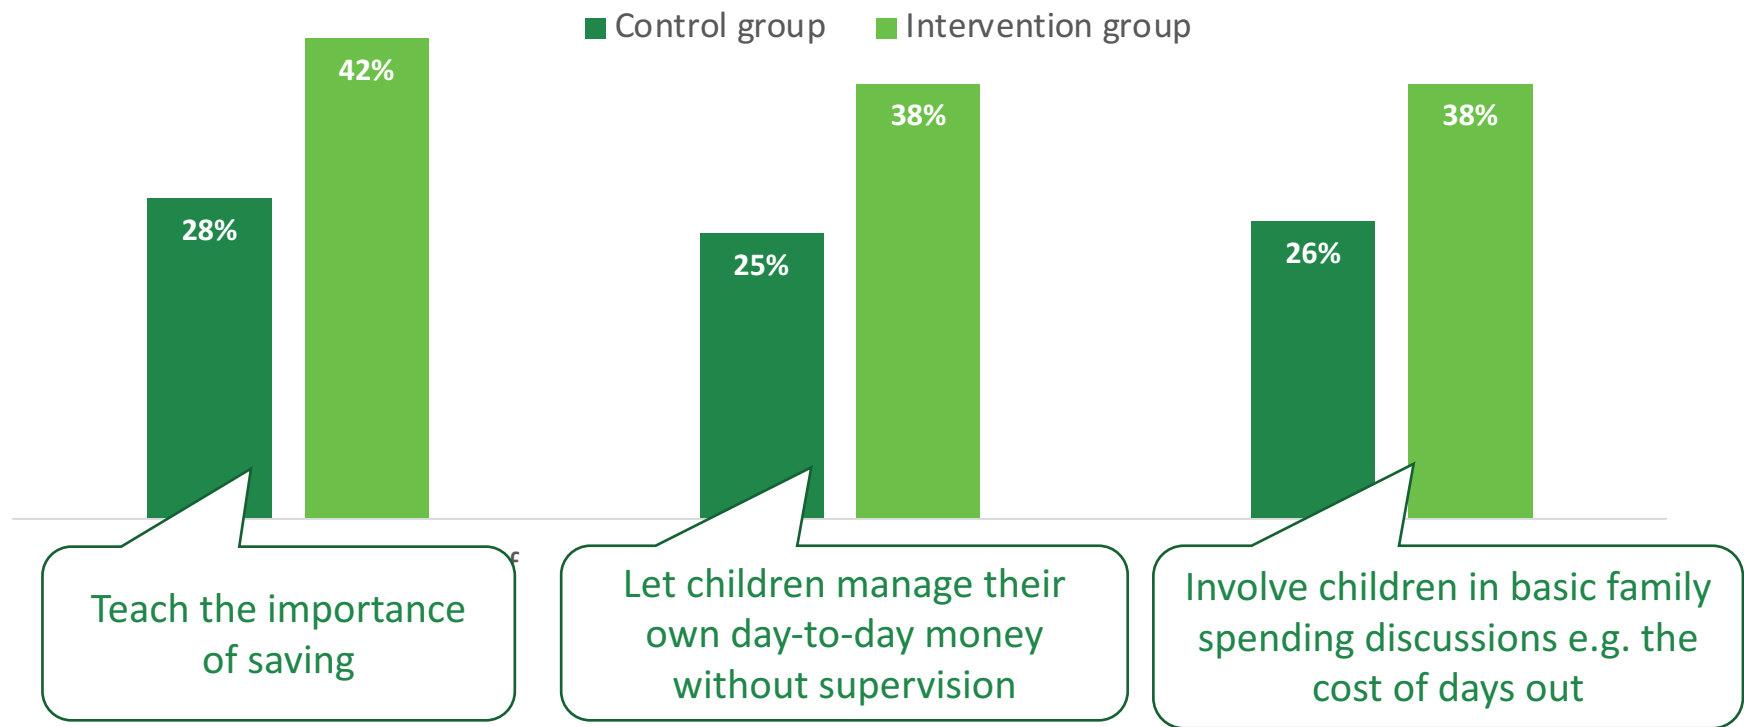 Control group
Intervention group
42%
38%
38%
28%
25%
26%
Teach the importance
of saving
Let children manage their
own day-to-day money
without supervision
Involve children in basic family
spending discussions e.g. the
cost of days out